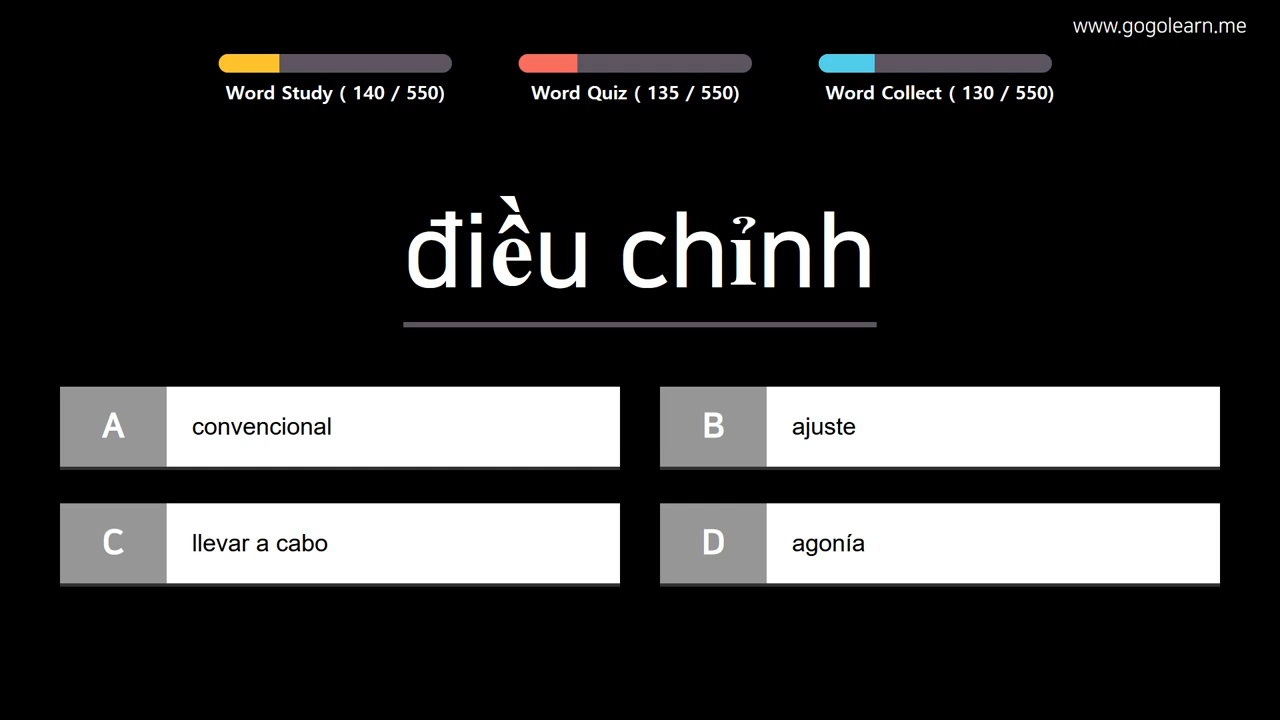 www.gogolearn.me
Word Study ( 140 / 550)
Word Quiz ( 135 / 550)
Word Collect ( 130 / 550)
điều chỉnh
A convencional
B ajuste
C llevar a cabo
D agonía